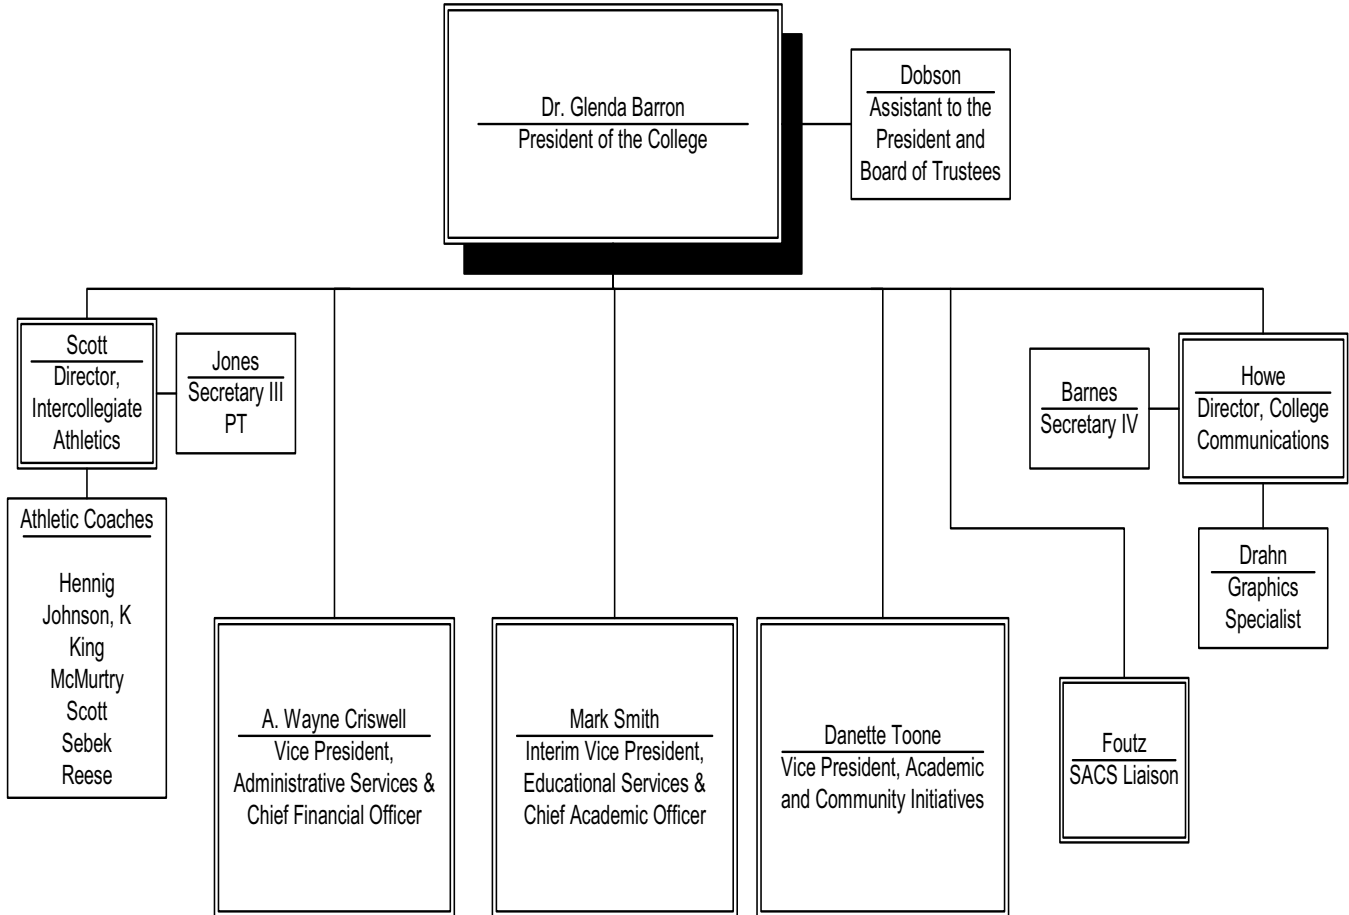 Dr. Glenda Barron
President of the College
Dobson
Assistant to the
President and
Board of Trustees
Scott
Director,
Intercollegiate
Athletics
Jones
Secretary III
PT
Barnes
Secretary IV
Howe
Director, College
Communications
Athletic Coaches
Hennig
Johnson, K
King
McMurtry
Scott
Sebek
Reese
Drahn
Graphics
Specialist
A. Wayne Criswell
Vice President,
Administrative Services &
Chief Financial Officer
Mark Smith
Interim Vice President,
Educational Services &
Chief Academic Officer
Danette Toone
Vice President, Academic
and Community Initiatives
Foutz
SACS Liaison